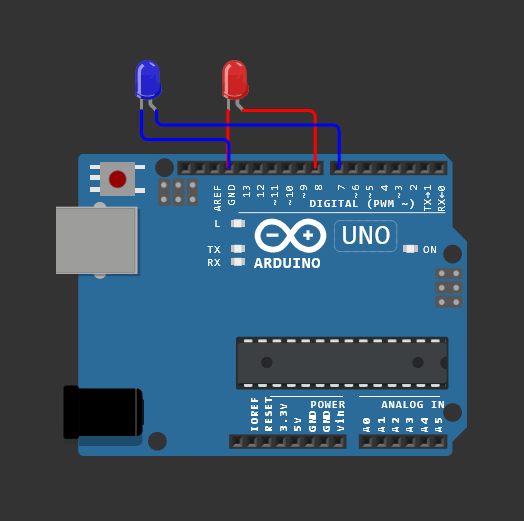 AREF
GND
13
12
~11
~10
~9
8
7
~6
~5
4
~3
2
TX→1
RX←0
DIGITAL (PWM ~)
L
UNO
TX
RX
ON
ARDUINO
POWER
ANALOG IN
IOREF
RESET
3.3V
5V
GND
GND
Vin
A0
A1
A2
A3
A4
A5